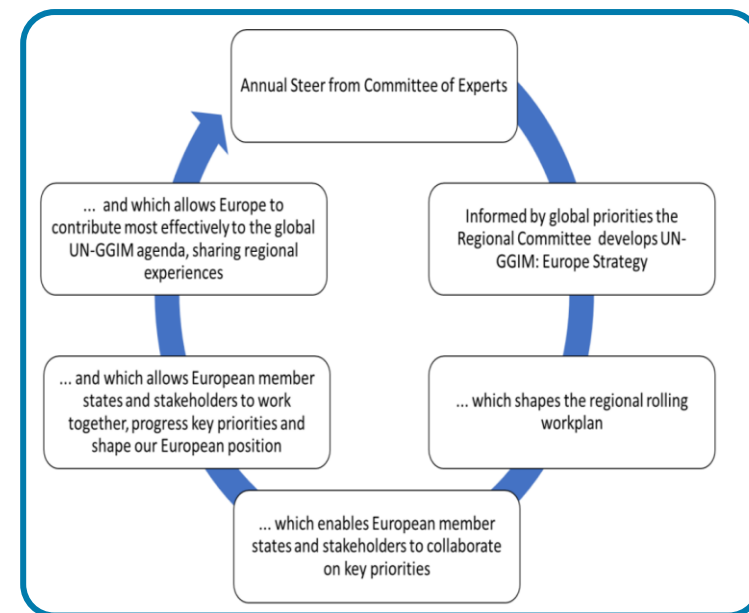 Annual Steer from Committee of Experts
Informed by global priorities the
Regional Committee develops UN-
GGIM: Europe Strategy
... which shapes the regional rolling
workplan
... which enables European member
states and stakeholders to collaborate
on key priorities
... and which allows European member
states and stakeholders to work
together, progress key priorities and
shape our European position
... and which allows Europe to
contribute most effectively to the global
UN-GGIM agenda, sharing regional
experiences